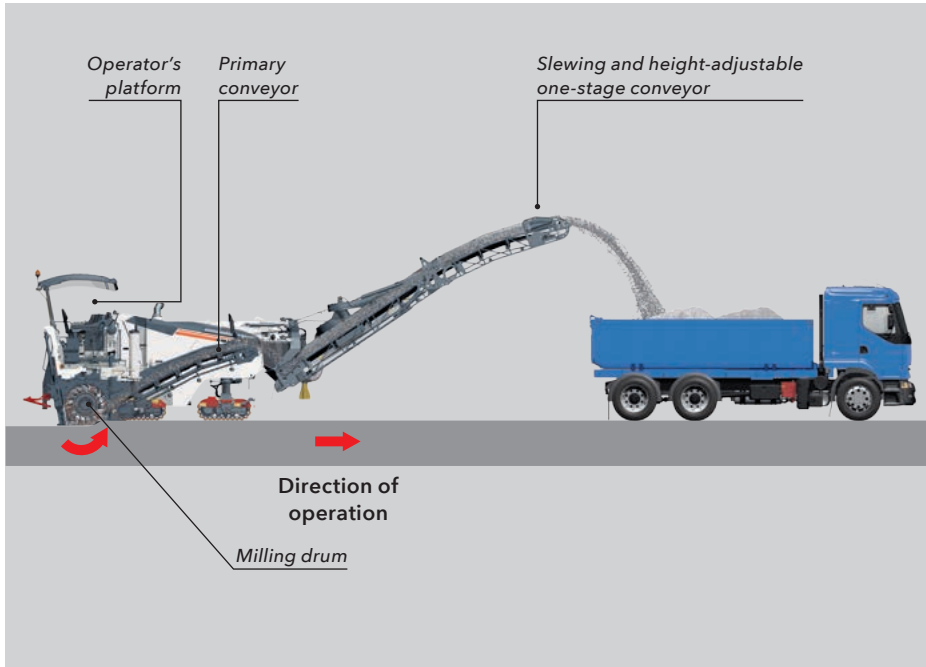 Operator's
platform
Primary
conveyor
Slewing and height-adjustable
one-stage conveyor
Direction of
operation
Milling drum